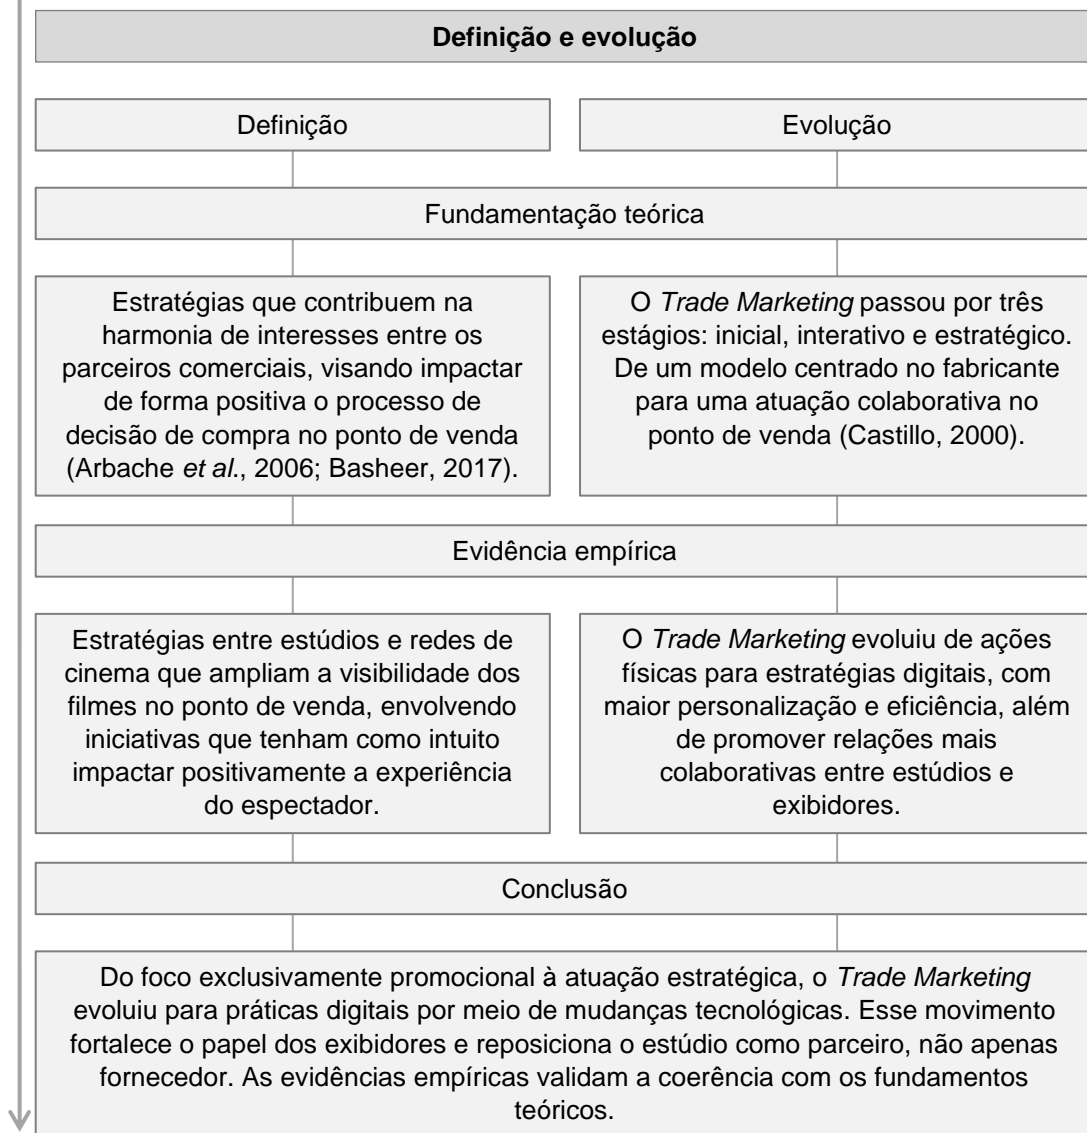 Definição e evolução
Definição
Evolução
Fundamentação teórica
Estratégias que contribuem na
harmonia de interesses entre os
parceiros comerciais, visando impactar
de forma positiva o processo de
decisão de compra no ponto de venda
(Arbache et al., 2006; Basheer, 2017).
O Trade Marketing passou por três
estágios: inicial, interativo e estratégico.
De um modelo centrado no fabricante
para uma atuação colaborativa no
ponto de venda (Castillo, 2000).
Evidência empírica
Estratégias entre estúdios e redes de
cinema que ampliam a visibilidade dos
filmes no ponto de venda, envolvendo
iniciativas que tenham como intuito
impactar positivamente a experiência
do espectador.
O Trade Marketing evoluiu de ações
físicas para estratégias digitais, com
maior personalização e eficiência, além
de promover relações mais
colaborativas entre estúdios e
exibidores.
Conclusão
Do foco exclusivamente promocional à atuação estratégica, o Trade Marketing
evoluiu para práticas digitais por meio de mudanças tecnológicas. Esse movimento
fortalece o papel dos exibidores e reposiciona o estúdio como parceiro, não apenas
fornecedor. As evidências empíricas validam a coerência com os fundamentos
teóricos.